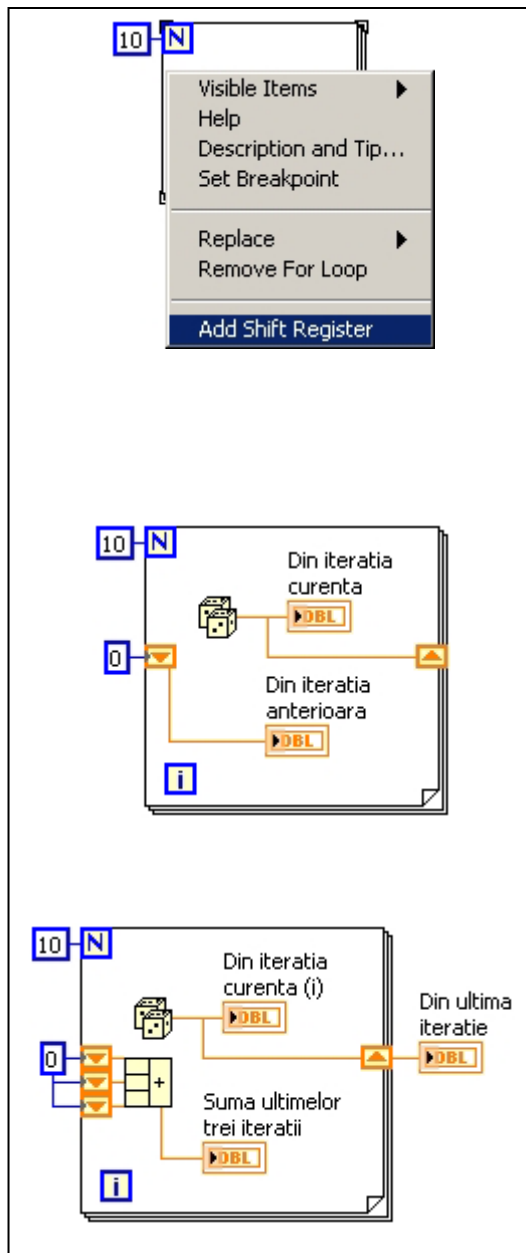 10 N
Visible Items
Help
Description and Tip...
Set Breakpoint
Replace
Remove For Loop
Add Shift Register
10 N
Din iteratia
curenta
DBL
0
Din iteratia
anterioara
DBL
i
10 N
Din iteratia
curenta (i)
DBL
Din ultima
iteratie
DBL
0
+
Suma ultimelor
trei iteratii
DBL
i